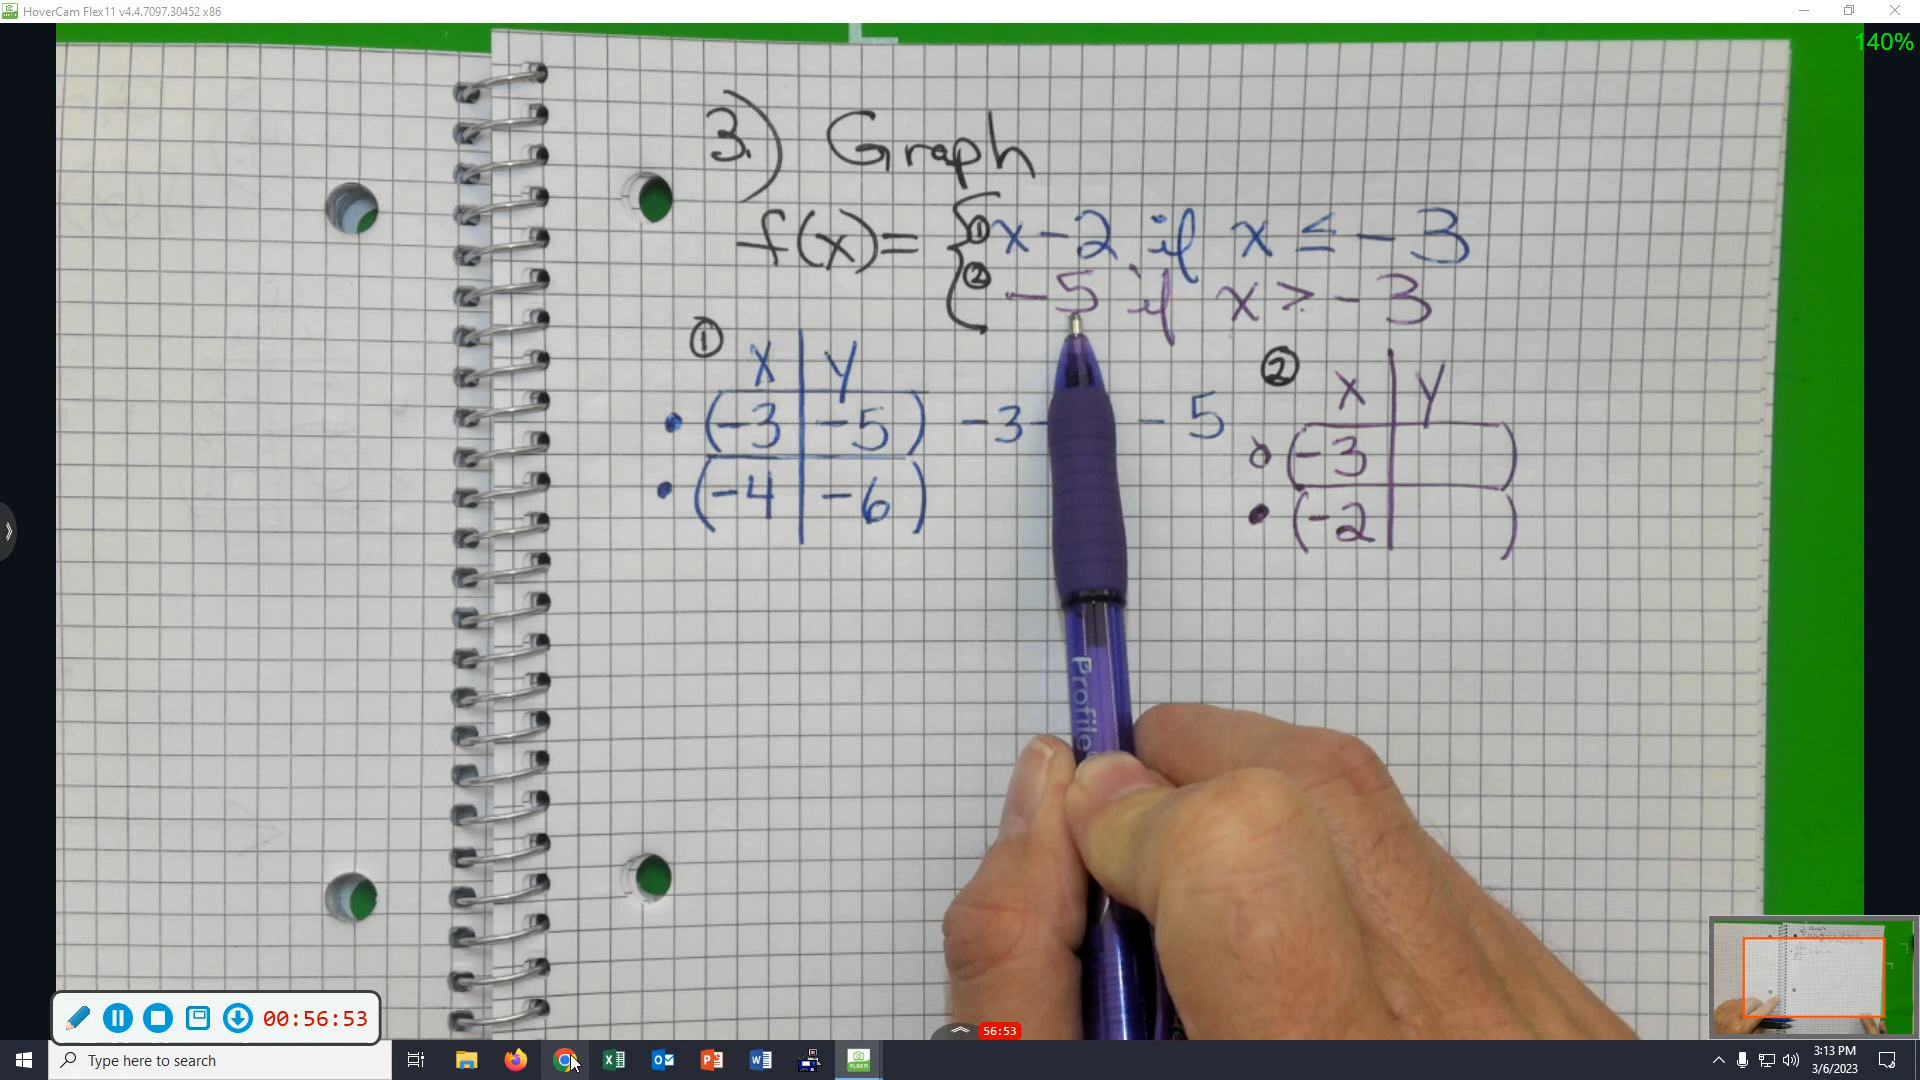 HoverCam Flex11 v4.4.7097.30452 x86
140%
3.) Graph
f(x)= { ① x-2 if x ≤ -3
② -5 if x > -3
① x y
• (-3 -5) -3- -5
• (-4 -6)
② x y
o (-3 )
• (-2 )
Profile
00:56:53
56:53
Type here to search
3:13 PM
3/6/2023